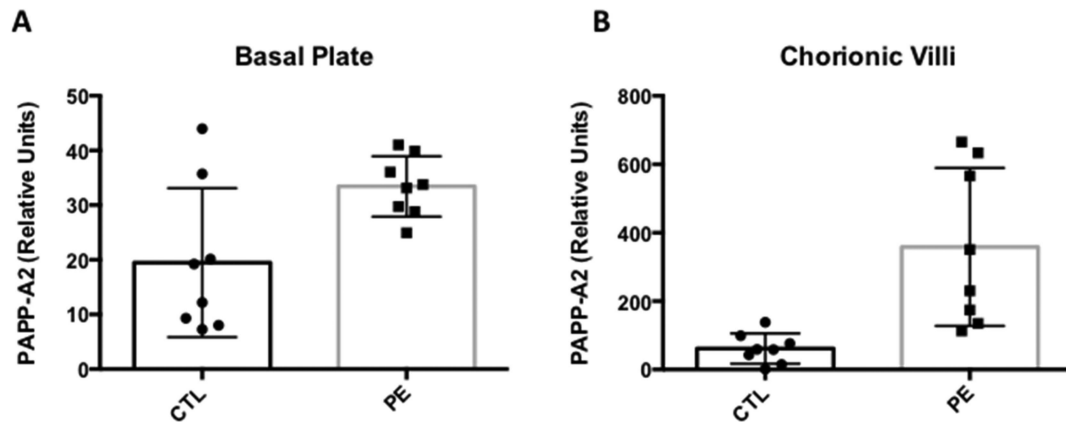 A
Basal Plate
PAPP-A2 (Relative Units)
50
40
30
20
10
0
CTL
PE
B
Chorionic Villi
PAPP-A2 (Relative Units)
800
600
400
200
0
CTL
PE